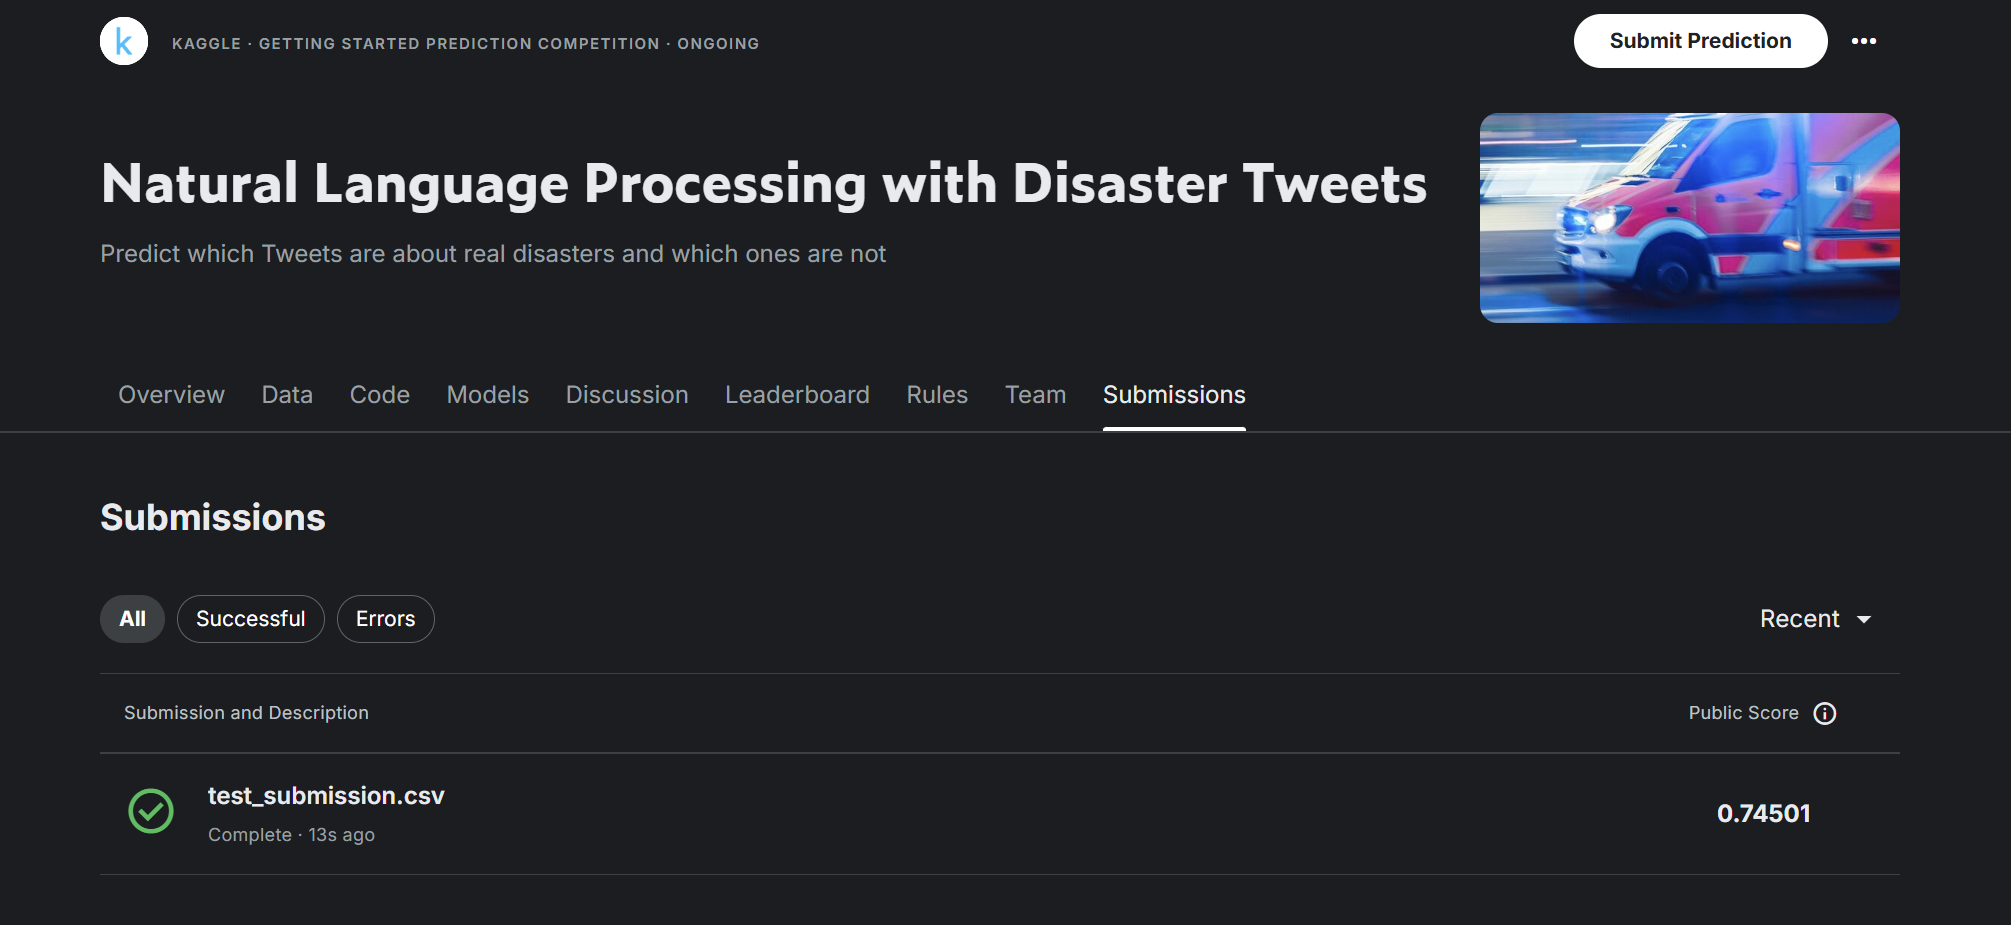 k
KAGGLE · GETTING STARTED PREDICTION COMPETITION · ONGOING
Submit Prediction
Natural Language Processing with Disaster Tweets
Predict which Tweets are about real disasters and which ones are not
Overview Data Code Models Discussion Leaderboard Rules Team Submissions
Submissions
All Successful Errors Recent
Submission and Description Public Score
test_submission.csv
0.74501
Complete · 13s ago